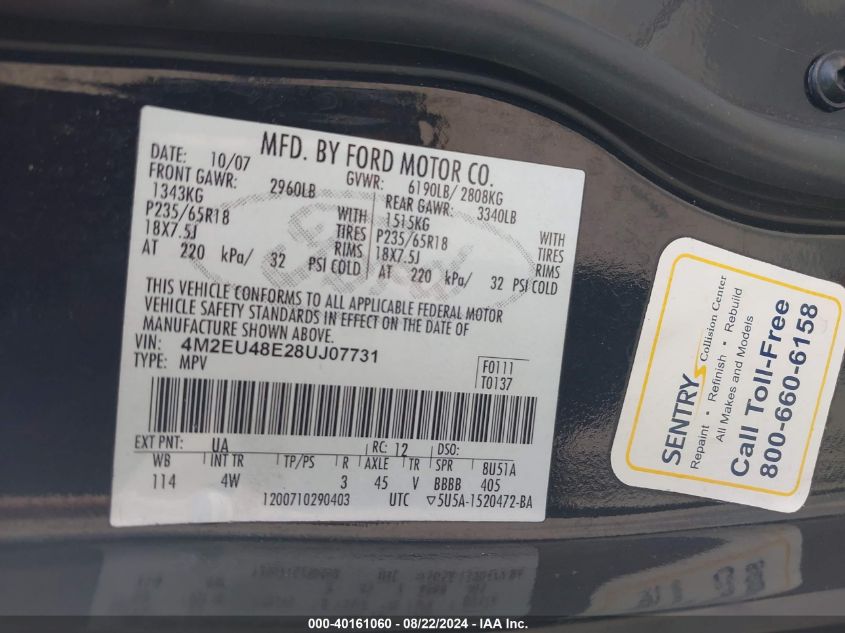 MFD. BY FORD MOTOR CO.
DATE: 10/07 GVWR: 6190LB/ 2808KG
FRONT GAWR: 2960LB REAR GAWR: 3340LB
1343KG WITH 1515KG WITH
P235/65R18 TIRES P235/65R18 TIRES
18X7.5J RIMS 18X7.5J RIMS
AT 220 kPa/ 32 PSI COLD AT 220 kPa/ 32 PSI COLD
THIS VEHICLE CONFORMS TO ALL APPLICABLE FEDERAL MOTOR
VEHICLE SAFETY STANDARDS IN EFFECT ON THE DATE OF
MANUFACTURE SHOWN ABOVE.
VIN: 4M2EU48E28UJ07731
TYPE: MPV
F0111
T0137
EXT PNT: UA RC: 12 DSO:
WB INT TR TP/PS R AXLE TR SPR 8U51A
114 4W 3 45 V BBBB 405
1200710290403 UTC ▽5U5A-1520472-BA
SENTRY Collision Center
Repaint • Refinish • Rebuild
All Makes and Models
Call Toll-Free
800-660-6158
000-40161060 - 08/22/2024 - IAA Inc.